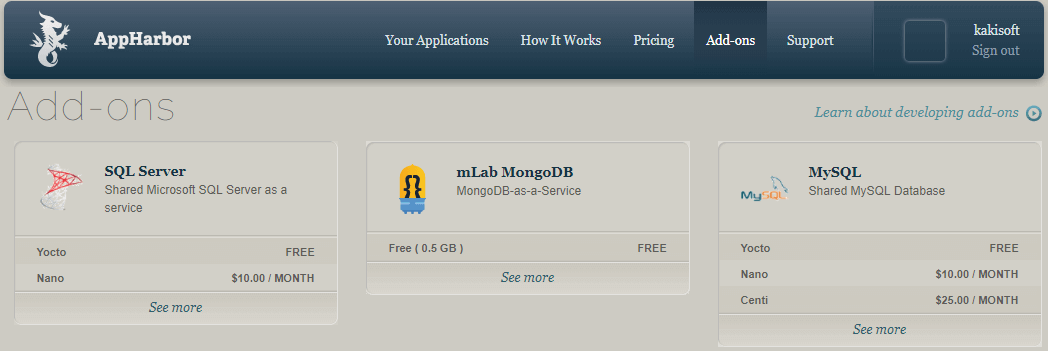 AppHarbor
Your Applications How It Works Pricing Add-ons Support
kakisoft
Sign out
Add-ons
Learn about developing add-ons
SQL Server
Shared Microsoft SQL Server as a
service
Yocto FREE
Nano $10.00 / MONTH
See more
mLab MongoDB
MongoDB-as-a-Service
Free ( 0.5 GB ) FREE
See more
MySQL
MySQL
Shared MySQL Database
Yocto FREE
Nano $10.00 / MONTH
Centi $25.00 / MONTH
See more